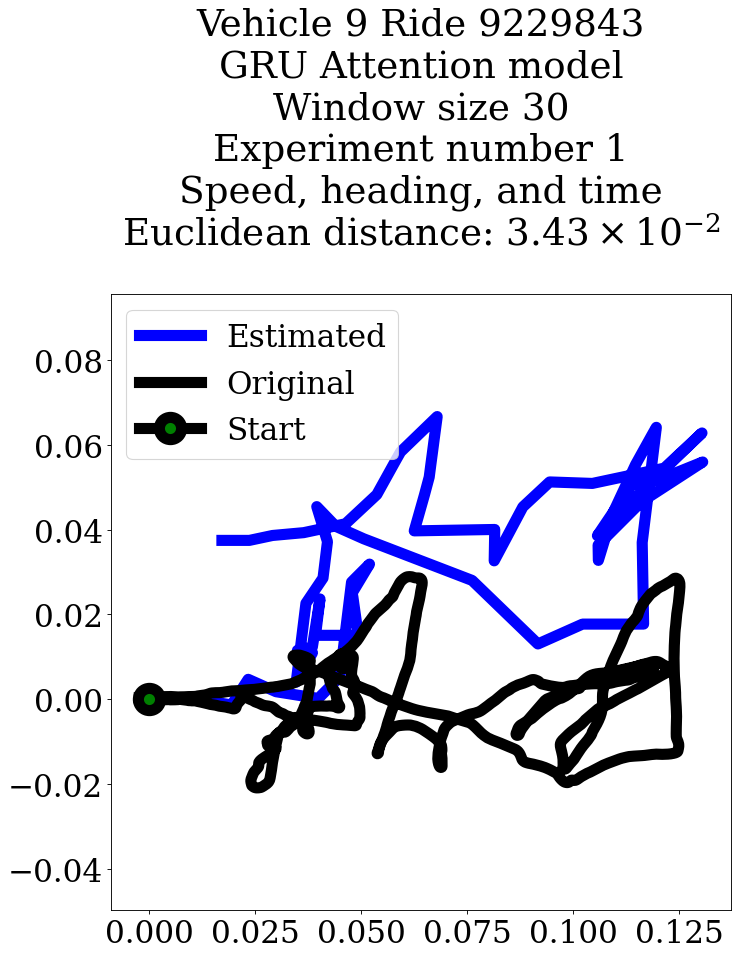 Vehicle 9 Ride 9229843
GRU Attention model
Window size 30
Experiment number 1
Speed, heading, and time
Euclidean distance: 3.43 × 10⁻²
Estimated
Original
Start
0.08
0.06
0.04
0.02
0.00
−0.02
−0.04
0.000 0.025 0.050 0.075 0.100 0.125